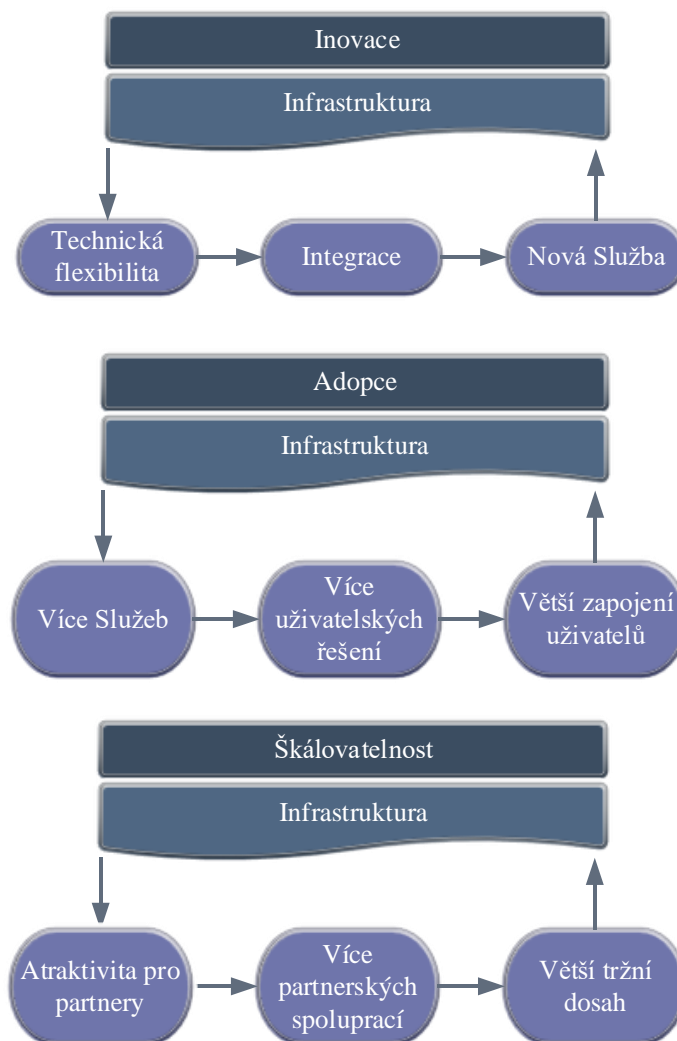 Inovace
Infrastruktura
Technická
flexibilita
Integrace
Nová Služba
Adopce
Infrastruktura
Více Služeb
Více
uživatelských
řešení
Větší zapojení
uživatelů
Škálovatelnost
Infrastruktura
Atraktivita pro
partnery
Více
partnerských
spoluprací
Větší tržní
dosah